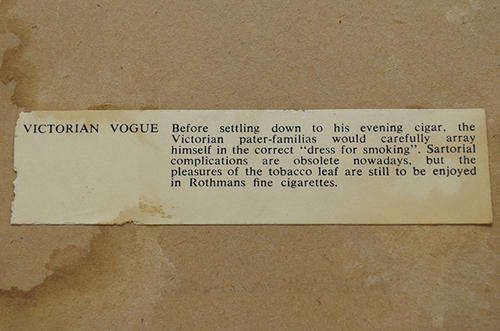 VICTORIAN VOGUE Before settling down to his evening cigar, the
Victorian pater-familias would carefully array
himself in the correct “dress for smoking”. Sartorial
complications are obsolete nowadays, but the
pleasures of the tobacco leaf are still to be enjoyed
in Rothmans fine cigarettes.